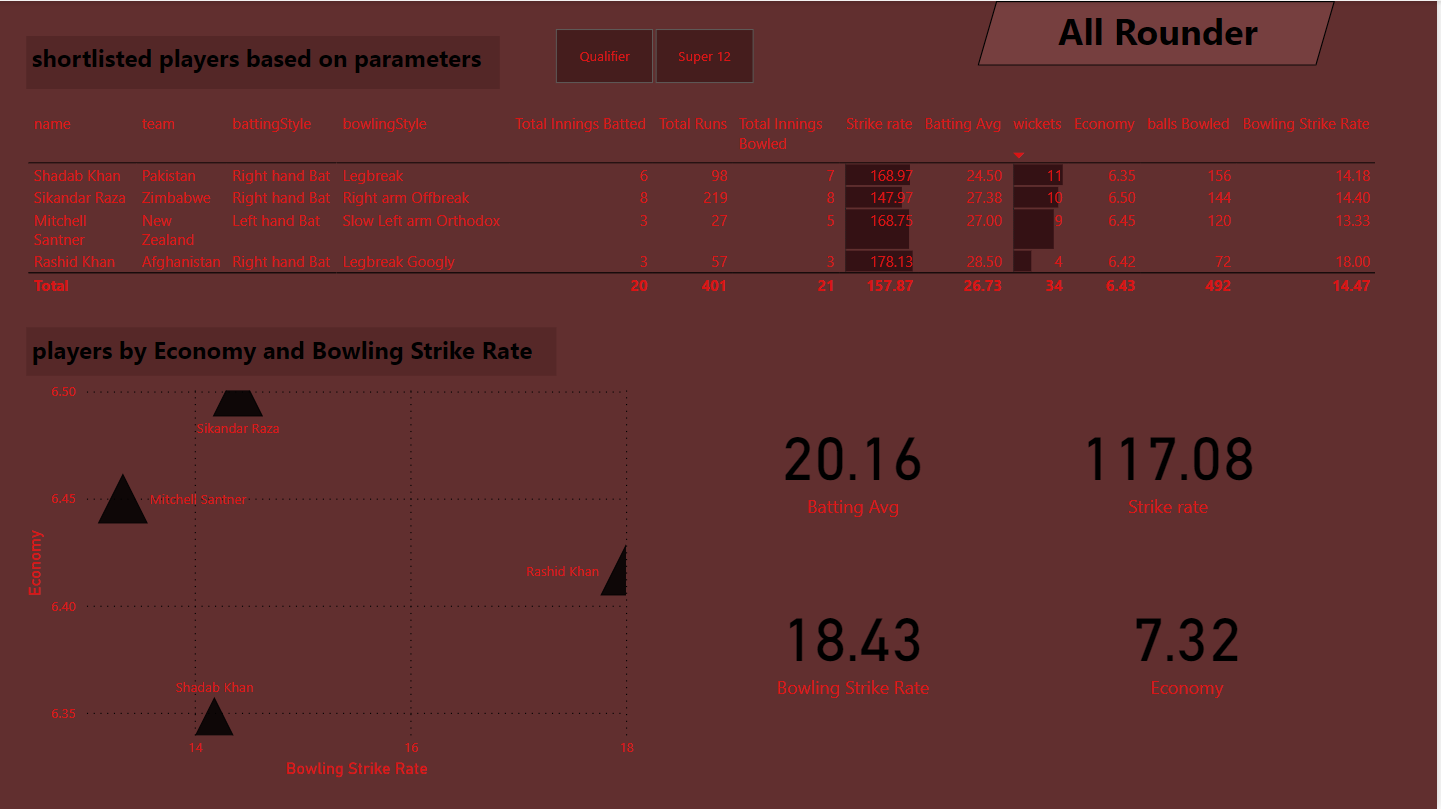 All Rounder
shortlisted players based on parameters
Qualifier Super 12
name team battingStyle bowlingStyle Total Innings Batted Total Runs Total Innings Bowled Strike rate Batting Avg wickets Economy balls Bowled Bowling Strike Rate
Shadab Khan Pakistan Right hand Bat Legbreak 6 98 7 168.97 24.50 11 6.35 156 14.18
Sikandar Raza Zimbabwe Right hand Bat Right arm Offbreak 8 219 8 147.97 27.38 10 6.50 144 14.40
Mitchell Santner New Zealand Left hand Bat Slow Left arm Orthodox 3 27 5 168.75 27.00 9 6.45 120 13.33
Rashid Khan Afghanistan Right hand Bat Legbreak Googly 3 57 3 178.13 28.50 4 6.42 72 18.00
Total 20 401 21 157.87 26.73 34 6.43 492 14.47
players by Economy and Bowling Strike Rate
6.50
Sikandar Raza
6.45 Mitchell Santner
Economy
Rashid Khan
6.40
Shadab Khan
6.35
14 16 18
Bowling Strike Rate
20.16 117.08
Batting Avg Strike rate
18.43 7.32
Bowling Strike Rate Economy